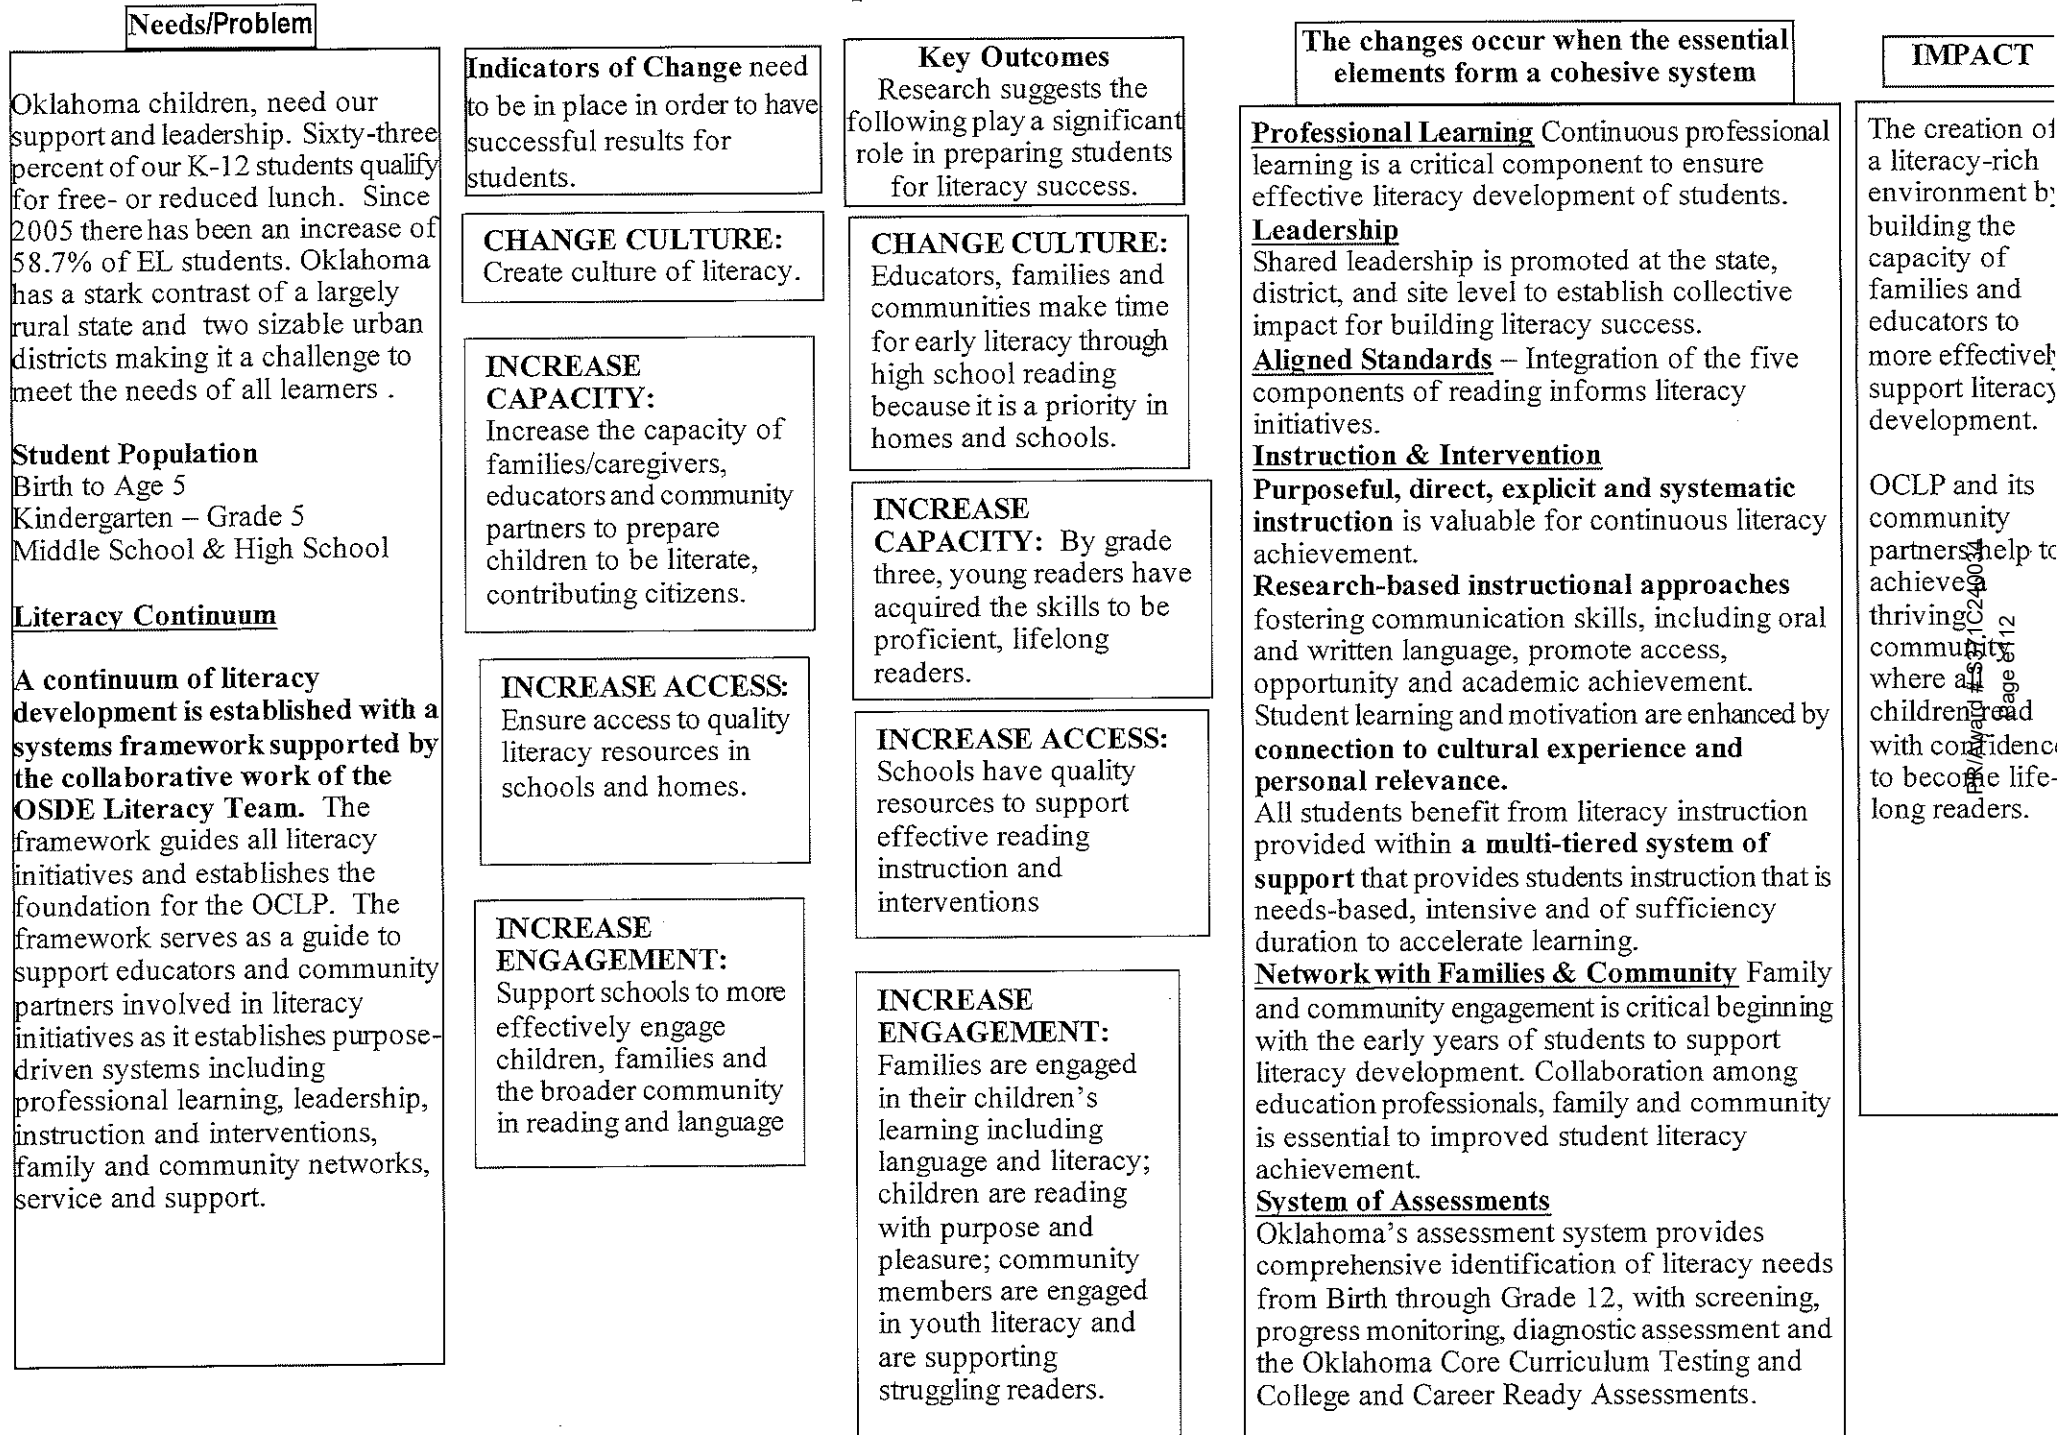 Needs/Problem
Oklahoma children, need our
support and leadership. Sixty-three
percent of our K-12 students qualify
for free- or reduced lunch. Since
2005 there has been an increase of
58.7% of EL students. Oklahoma
has a stark contrast of a largely
rural state and two sizable urban
districts making it a challenge to
meet the needs of all learners .
Student Population
Birth to Age 5
Kindergarten – Grade 5
Middle School & High School
Literacy Continuum
A continuum of literacy
development is established with a
systems framework supported by
the collaborative work of the
OSDE Literacy Team. The
framework guides all literacy
initiatives and establishes the
foundation for the OCLP. The
framework serves as a guide to
support educators and community
partners involved in literacy
initiatives as it establishes purpose-
driven systems including
professional learning, leadership,
instruction and interventions,
family and community networks,
service and support.
Indicators of Change need
to be in place in order to have
successful results for
students.
CHANGE CULTURE:
Create culture of literacy.
INCREASE
CAPACITY:
Increase the capacity of
families/caregivers,
educators and community
partners to prepare
children to be literate,
contributing citizens.
INCREASE ACCESS:
Ensure access to quality
literacy resources in
schools and homes.
INCREASE
ENGAGEMENT:
Support schools to more
effectively engage
children, families and
the broader community
in reading and language
Key Outcomes
Research suggests the
following play a significant
role in preparing students
for literacy success.
CHANGE CULTURE:
Educators, families and
communities make time
for early literacy through
high school reading
because it is a priority in
homes and schools.
INCREASE
CAPACITY: By grade
three, young readers have
acquired the skills to be
proficient, lifelong
readers.
INCREASE ACCESS:
Schools have quality
resources to support
effective reading
instruction and
interventions
INCREASE
ENGAGEMENT:
Families are engaged
in their children's
learning including
language and literacy;
children are reading
with purpose and
pleasure; community
members are engaged
in youth literacy and
are supporting
struggling readers.
The changes occur when the essential
elements form a cohesive system
Professional Learning Continuous professional
learning is a critical component to ensure
effective literacy development of students.
Leadership
Shared leadership is promoted at the state,
district, and site level to establish collective
impact for building literacy success.
Aligned Standards – Integration of the five
components of reading informs literacy
initiatives.
Instruction & Intervention
Purposeful, direct, explicit and systematic
instruction is valuable for continuous literacy
achievement.
Research-based instructional approaches
fostering communication skills, including oral
and written language, promote access,
opportunity and academic achievement.
Student learning and motivation are enhanced by
connection to cultural experience and
personal relevance.
All students benefit from literacy instruction
provided within a multi-tiered system of
support that provides students instruction that is
needs-based, intensive and of sufficiency
duration to accelerate learning.
Network with Families & Community Family
and community engagement is critical beginning
with the early years of students to support
literacy development. Collaboration among
education professionals, family and community
is essential to improved student literacy
achievement.
System of Assessments
Oklahoma's assessment system provides
comprehensive identification of literacy needs
from Birth through Grade 12, with screening,
progress monitoring, diagnostic assessment and
the Oklahoma Core Curriculum Testing and
College and Career Ready Assessments.
IMPACT
The creation of
a literacy-rich
environment by
building the
capacity of
families and
educators to
more effectively
support literacy
development.
OCLP and its
community
partners help to
achieve a
thriving
community
where all
children read
with confidence
to become life-
long readers.
PR/Award # S371C240034
Page e112